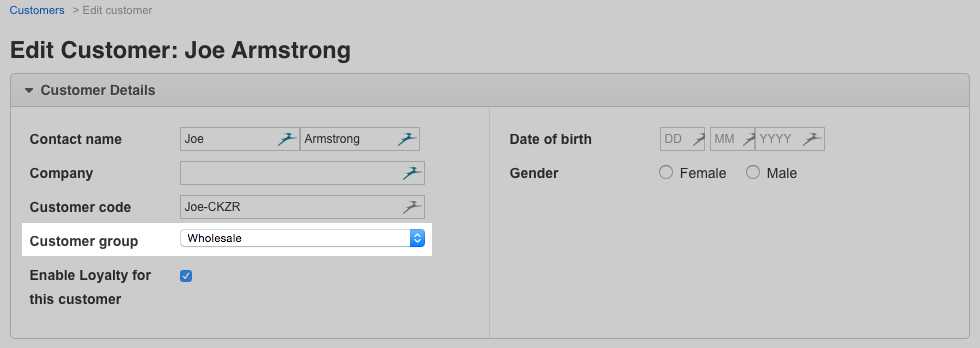 Customers > Edit customer
Edit Customer: Joe Armstrong
Customer Details
Contact name Joe Armstrong
Company
Customer code Joe-CKZR
Customer group Wholesale
Enable Loyalty for
this customer
Date of birth DD MM YYYY
Gender Female Male